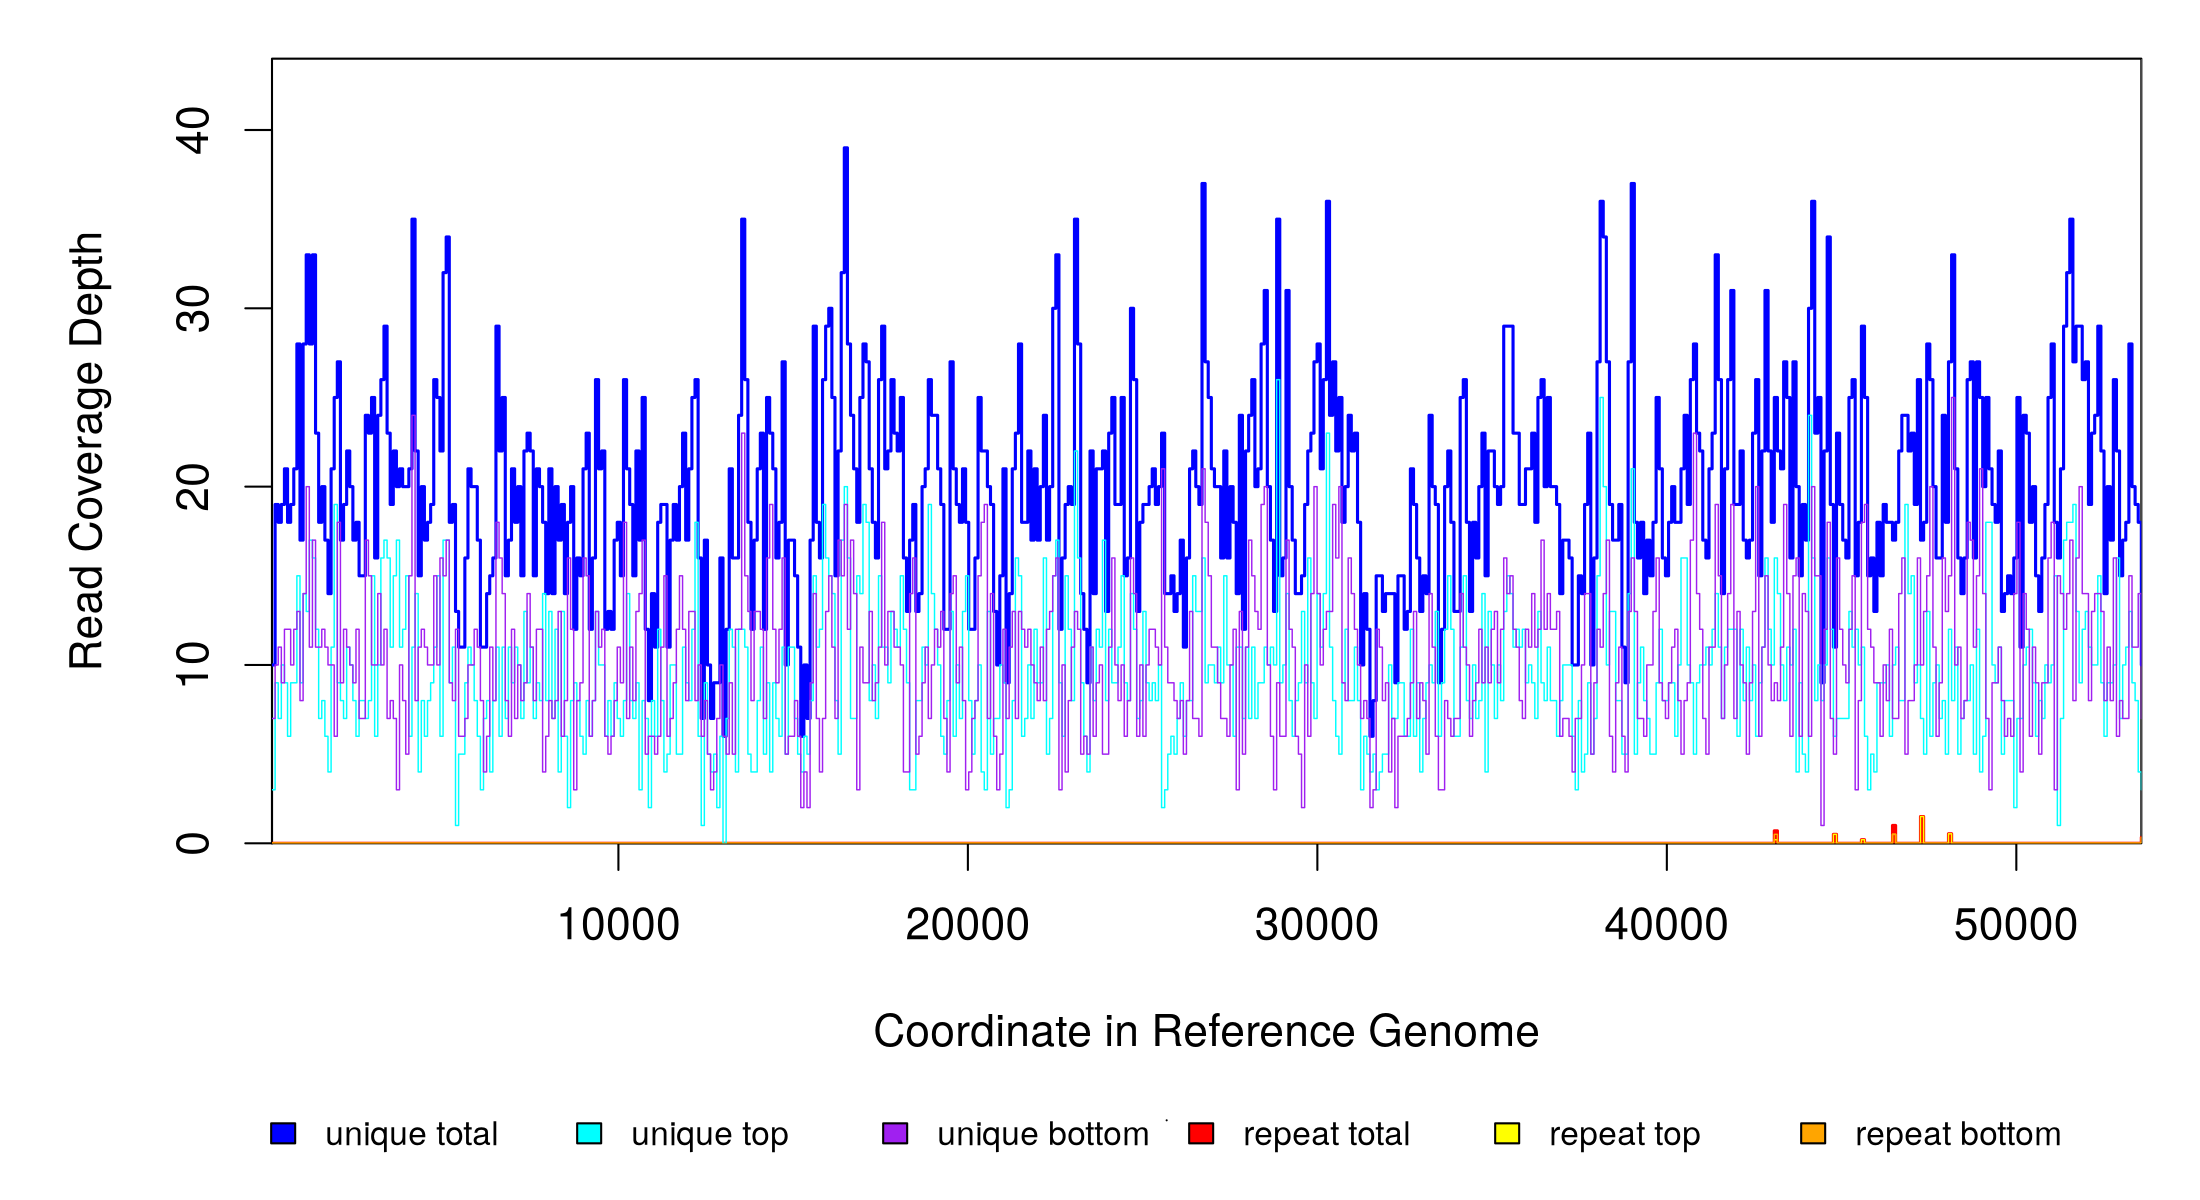 Read Coverage Depth
40
30
20
10
0
10000 20000 30000 40000 50000
Coordinate in Reference Genome
unique total unique top unique bottom repeat total repeat top repeat bottom